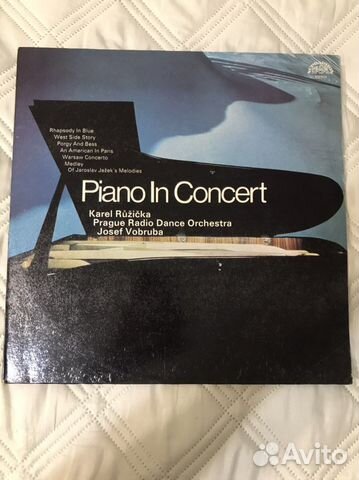 Rhapsody In Blue
West Side Story
Porgy And Bess
An American In Paris
Warsaw Concerto
Medley
Of Jaroslav Ježek's Melodies
Piano In Concert
Karel Růžička
Prague Radio Dance Orchestra
Josef Vobruba
Avito